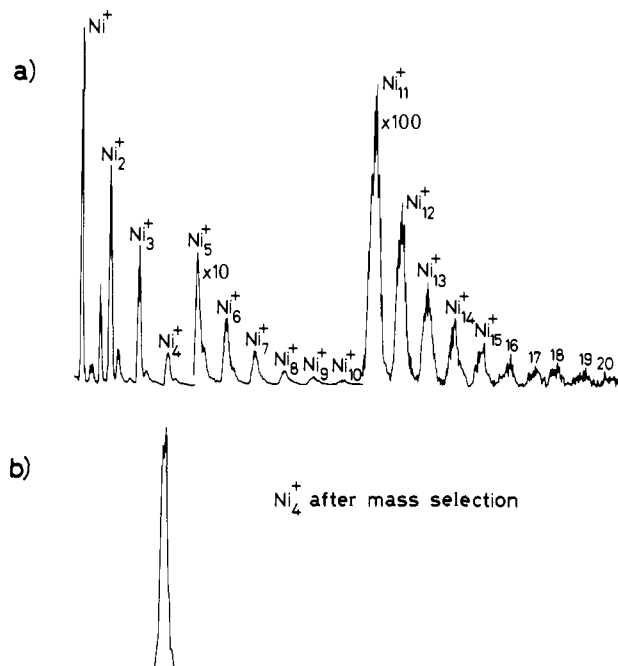 a)
Ni⁺
Ni₂⁺
Ni₃⁺
Ni₄⁺
Ni₅⁺
x10
Ni₆⁺
Ni₇⁺
Ni₈⁺
Ni₉⁺
Ni₁₀⁺
Ni₁₁⁺
x100
Ni₁₂⁺
Ni₁₃⁺
Ni₁₄⁺
Ni₁₅⁺
16
17
18
19
20
b)
Ni₄⁺ after mass selection